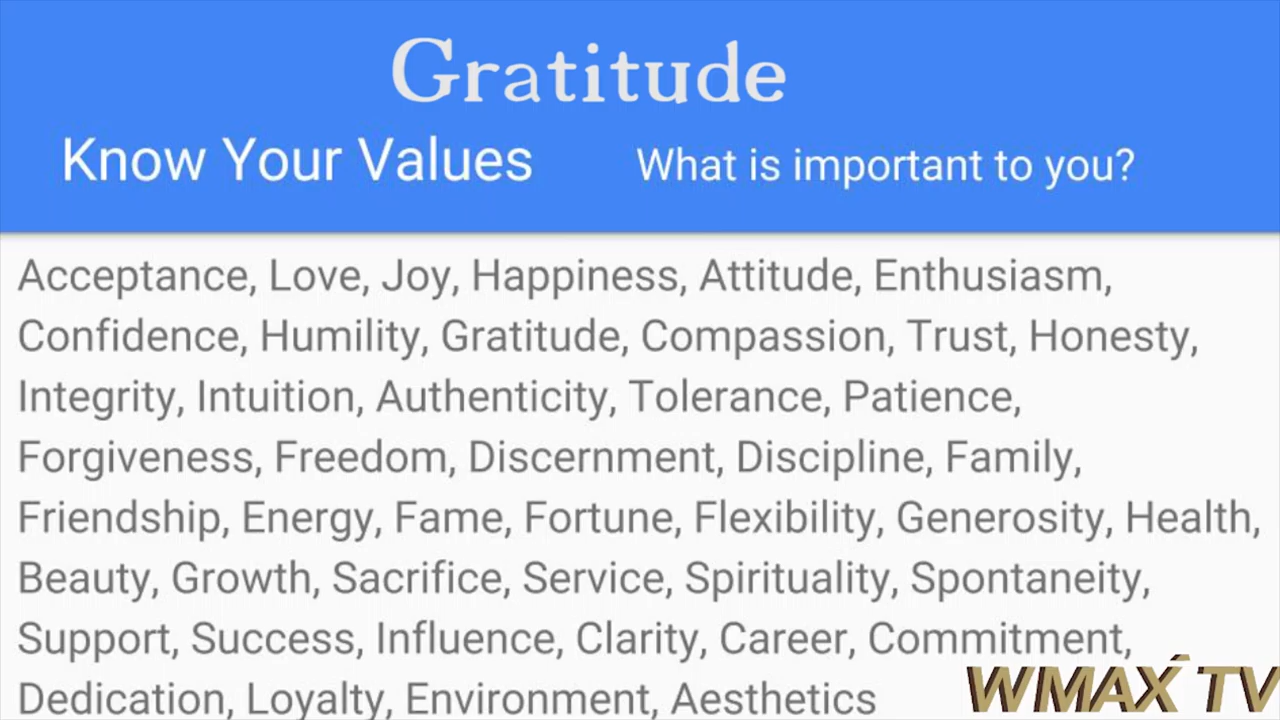 Gratitude
Know Your Values What is important to you?
Acceptance, Love, Joy, Happiness, Attitude, Enthusiasm,
Confidence, Humility, Gratitude, Compassion, Trust, Honesty,
Integrity, Intuition, Authenticity, Tolerance, Patience,
Forgiveness, Freedom, Discernment, Discipline, Family,
Friendship, Energy, Fame, Fortune, Flexibility, Generosity, Health,
Beauty, Growth, Sacrifice, Service, Spirituality, Spontaneity,
Support, Success, Influence, Clarity, Career, Commitment,
Dedication, Loyalty, Environment, Aesthetics
WMAX TV